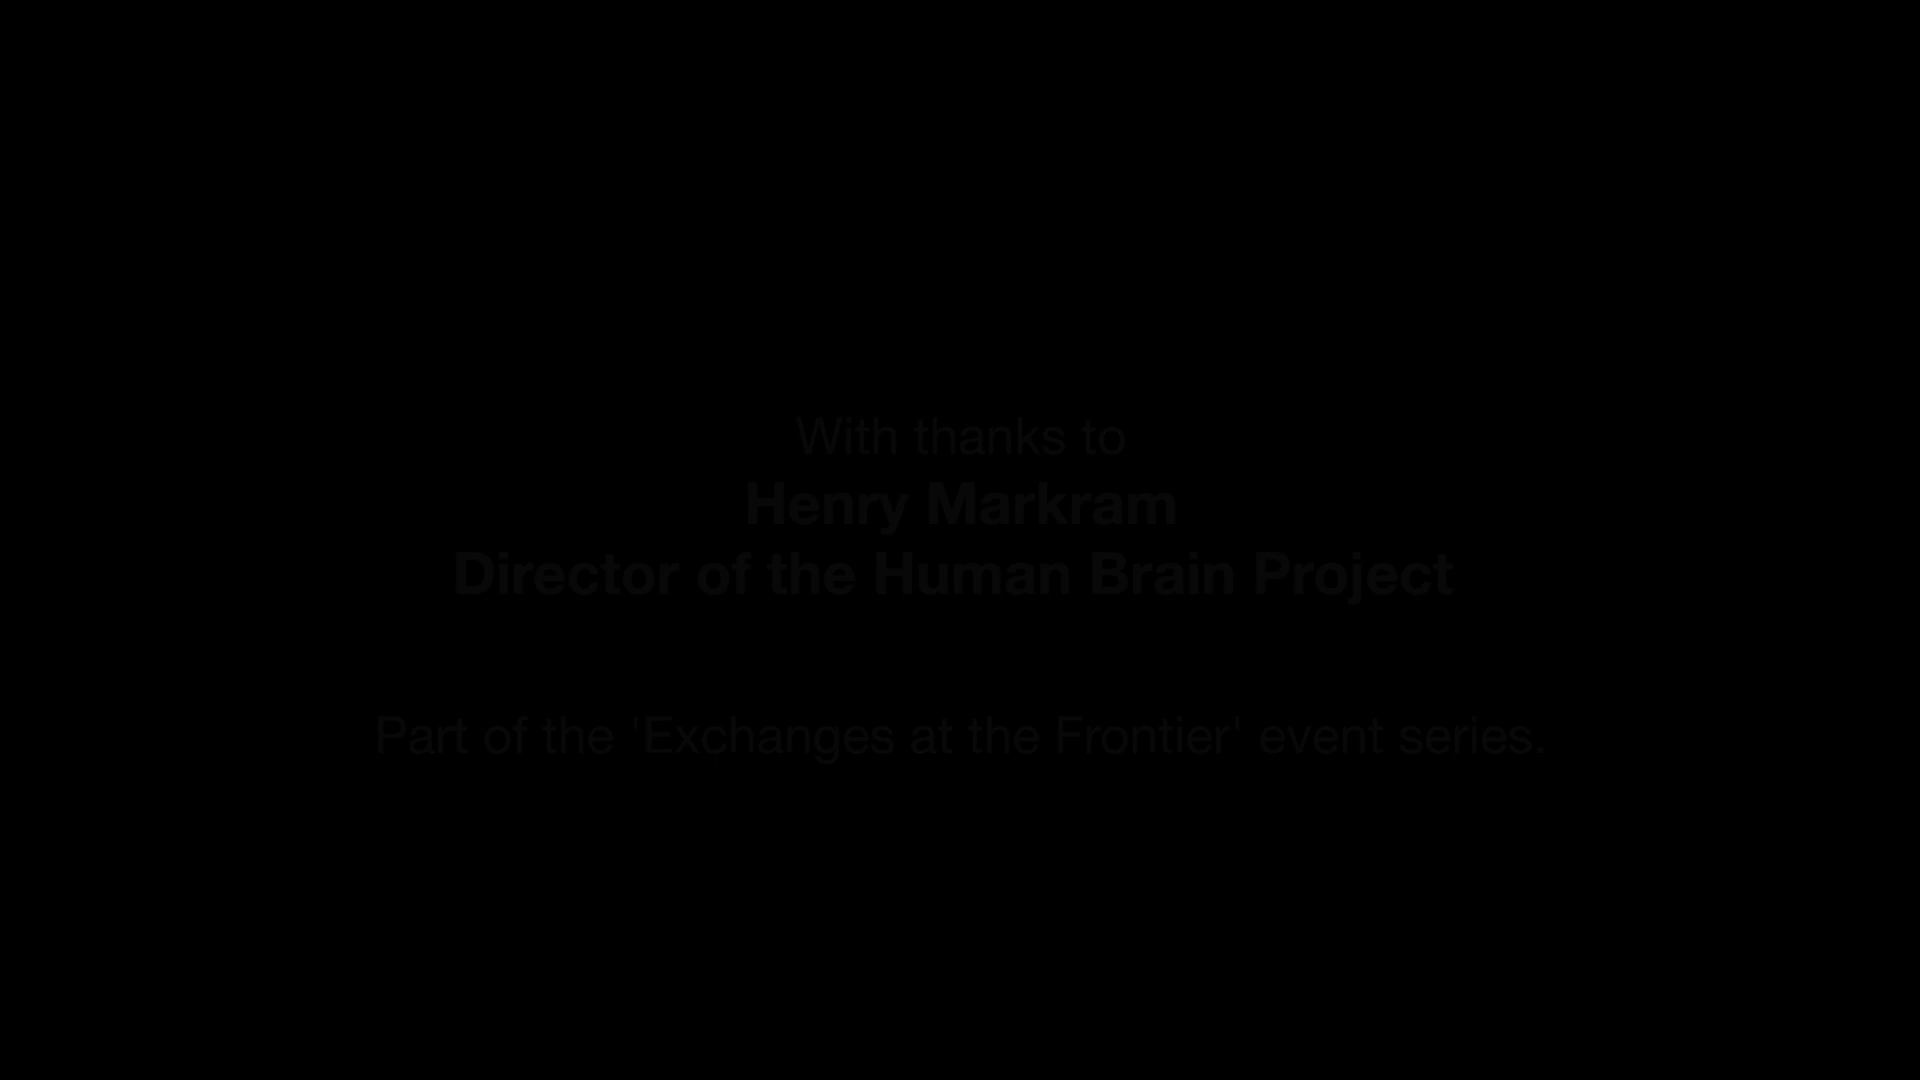 With thanks to
Henry Markram
Director of the Human Brain Project
Part of the 'Exchanges at the Frontier' event series.